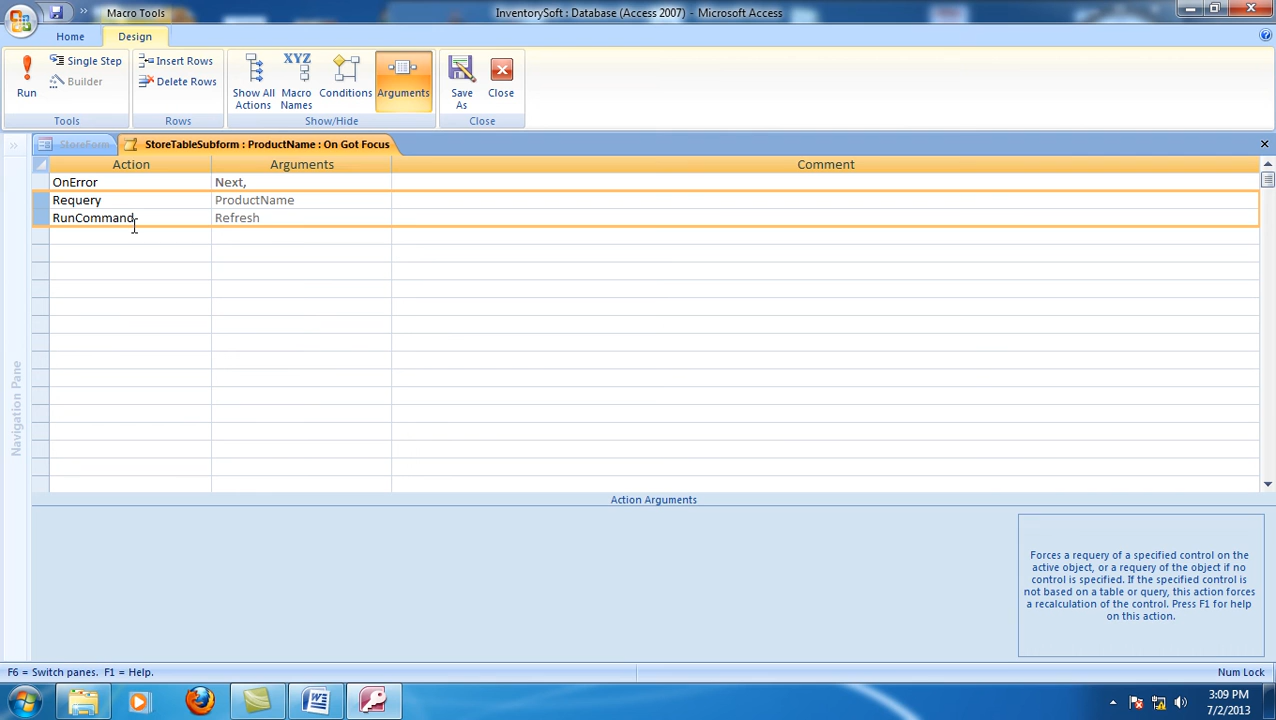 InventorySoft : Database (Access 2007) - Microsoft Access
Macro Tools
Home
Design
Run
Single Step
Builder
Tools
Insert Rows
Delete Rows
Rows
Show All Actions
XYZ
Macro Names
Conditions
Arguments
Show/Hide
Save As
Close
Close
StoreForm
StoreTableSubform : ProductName : On Got Focus
Action
Arguments
Comment
OnError
Next,
Requery
ProductName
RunCommand
Refresh
Navigation Pane
Action Arguments
Forces a requery of a specified control on the
active object, or a requery of the object if no
control is specified. If the specified control is
not based on a table or query, this action forces
a recalculation of the control. Press F1 for help
on this action.
F6 = Switch panes.  F1 = Help.
Num Lock
3:09 PM
7/2/2013